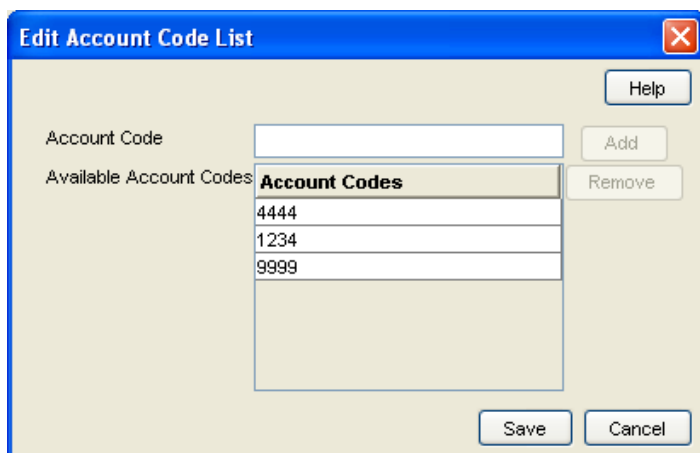 Edit Account Code List
Help
Account Code
Add
Available Account Codes
Account Codes
Remove
4444
1234
9999
Save
Cancel